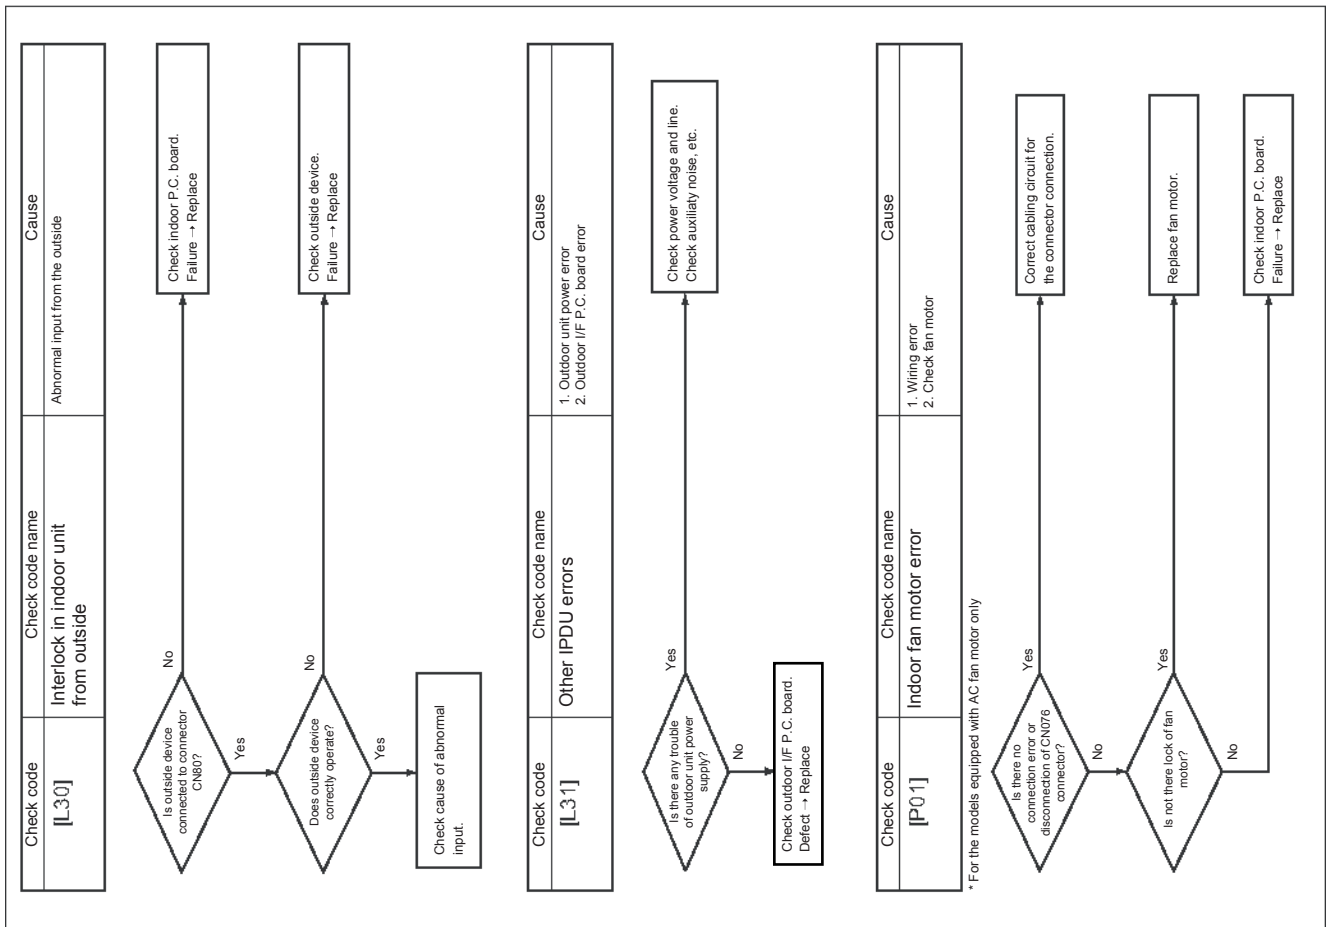 Check code
Check code name
Cause
[L30]
Interlock in indoor unit
from outside
Abnormal input from the outside
Is outside device
connected to connector
CN80?
No
Check indoor P.C. board.
Failure → Replace
Yes
Does outside device
correctly operate?
No
Check outside device.
Failure → Replace
Yes
Check cause of abnormal
input.
Check code
Check code name
Cause
[L31]
Other IPDU errors
1. Outdoor unit power error
2. Outdoor I/F P.C. board error
Is there any trouble
of outdoor unit power
supply?
Yes
Check power voltage and line.
Check auxiliaty noise, etc.
No
Check outdoor I/F P.C. board.
Defect → Replace
Check code
Check code name
Cause
[P01]
Indoor fan motor error
1. Wiring error
2. Check fan motor
* For the models equipped with AC fan motor only
Is there no
connection error or
disconnection of CN076
connector?
Yes
Correct cabling circuit for
the connector connection.
No
Is not there lock of fan
motor?
Yes
Replace fan motor.
No
Check indoor P.C. board.
Failure → Replace